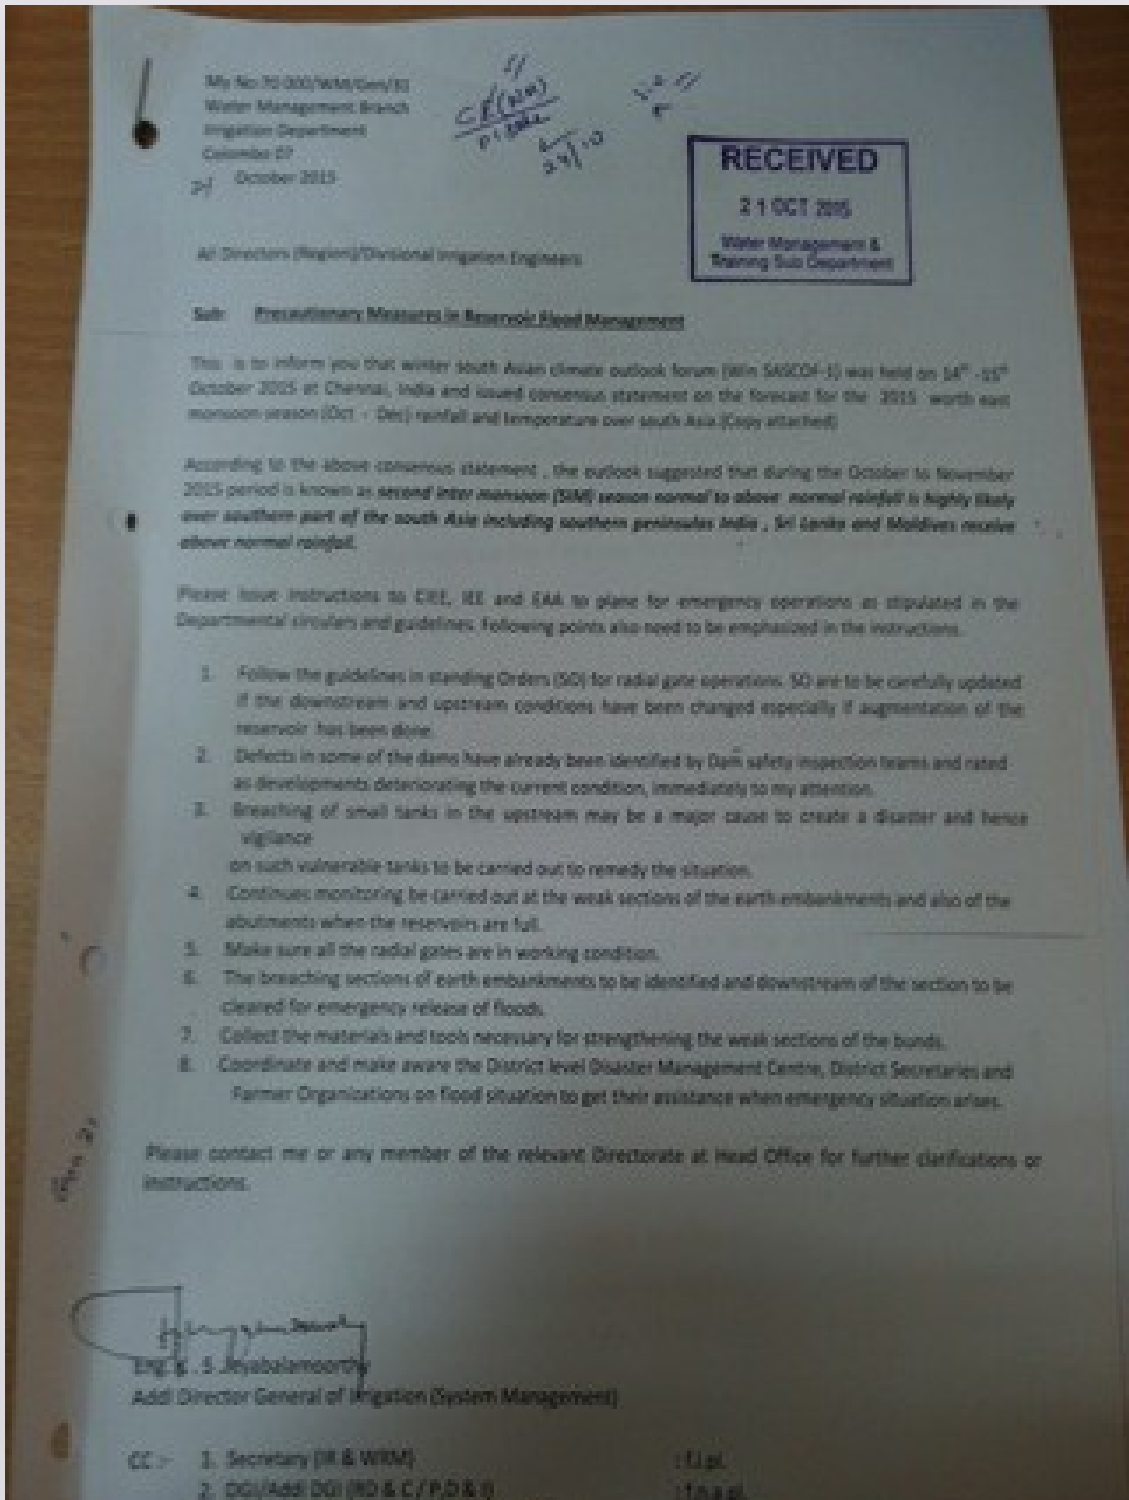 My No:70 000/WM/Gen/81
Water Management Branch
Irrigation Department
Colombo 07
October 2015
RECEIVED
21 OCT 2015
Water Management &
Training Sub Department
All Directors (Region)/Divisional Irrigation Engineers
Sub: Precautionary Measures in Reservoir Flood Management
This is to inform you that winter south Asian climate outlook forum (Win SASCOF-1) was held on 14th -15th
October 2015 at Chennai, India and issued consensus statement on the forecast for the 2015 worth east
monsoon season (Oct - Dec) rainfall and temperature over south Asia (Copy attached)
According to the above consensus statement , the outlook suggested that during the October to November
2015 period is known as second inter monsoon (SIM) season normal to above normal rainfall is highly likely
over southern part of the south Asia including southern peninsulas India , Sri Lanka and Maldives receive
above normal rainfall.
Please issue instructions to CIEE, IEE and EAA to plane for emergency operations as stipulated in the
Departmental circulars and guidelines. Following points also need to be emphasized in the instructions.
1. Follow the guidelines in standing Orders (SO) for radial gate operations. SO are to be carefully updated
if the downstream and upstream conditions have been changed especially if augmentation of the
reservoir has been done.
2. Defects in some of the dams have already been identified by Dam safety inspection teams and rated
as developments deteriorating the current condition, immediately to my attention.
3. Breaching of small tanks in the upstream may be a major cause to create a disaster and hence
vigilance
on such vulnerable tanks to be carried out to remedy the situation.
4. Continues monitoring be carried out at the weak sections of the earth embankments and also of the
abutments when the reservoirs are full.
5. Make sure all the radial gates are in working condition.
6. The breaching sections of earth embankments to be identified and downstream of the section to be
cleared for emergency release of floods.
7. Collect the materials and tools necessary for strengthening the weak sections of the bunds.
8. Coordinate and make aware the District level Disaster Management Centre, District Secretaries and
Farmer Organizations on flood situation to get their assistance when emergency situation arises.
Please contact me or any member of the relevant Directorate at Head Office for further clarifications or
instructions.
Eng. S Jeyabalamoorthy
Addl Director General of Irrigation (System Management)
CC :- 1. Secretary (IR & WRM) : f.i.pl.
2. DGI/Addl DGI (RD & C / P,D & I) : f.n.a.pl.